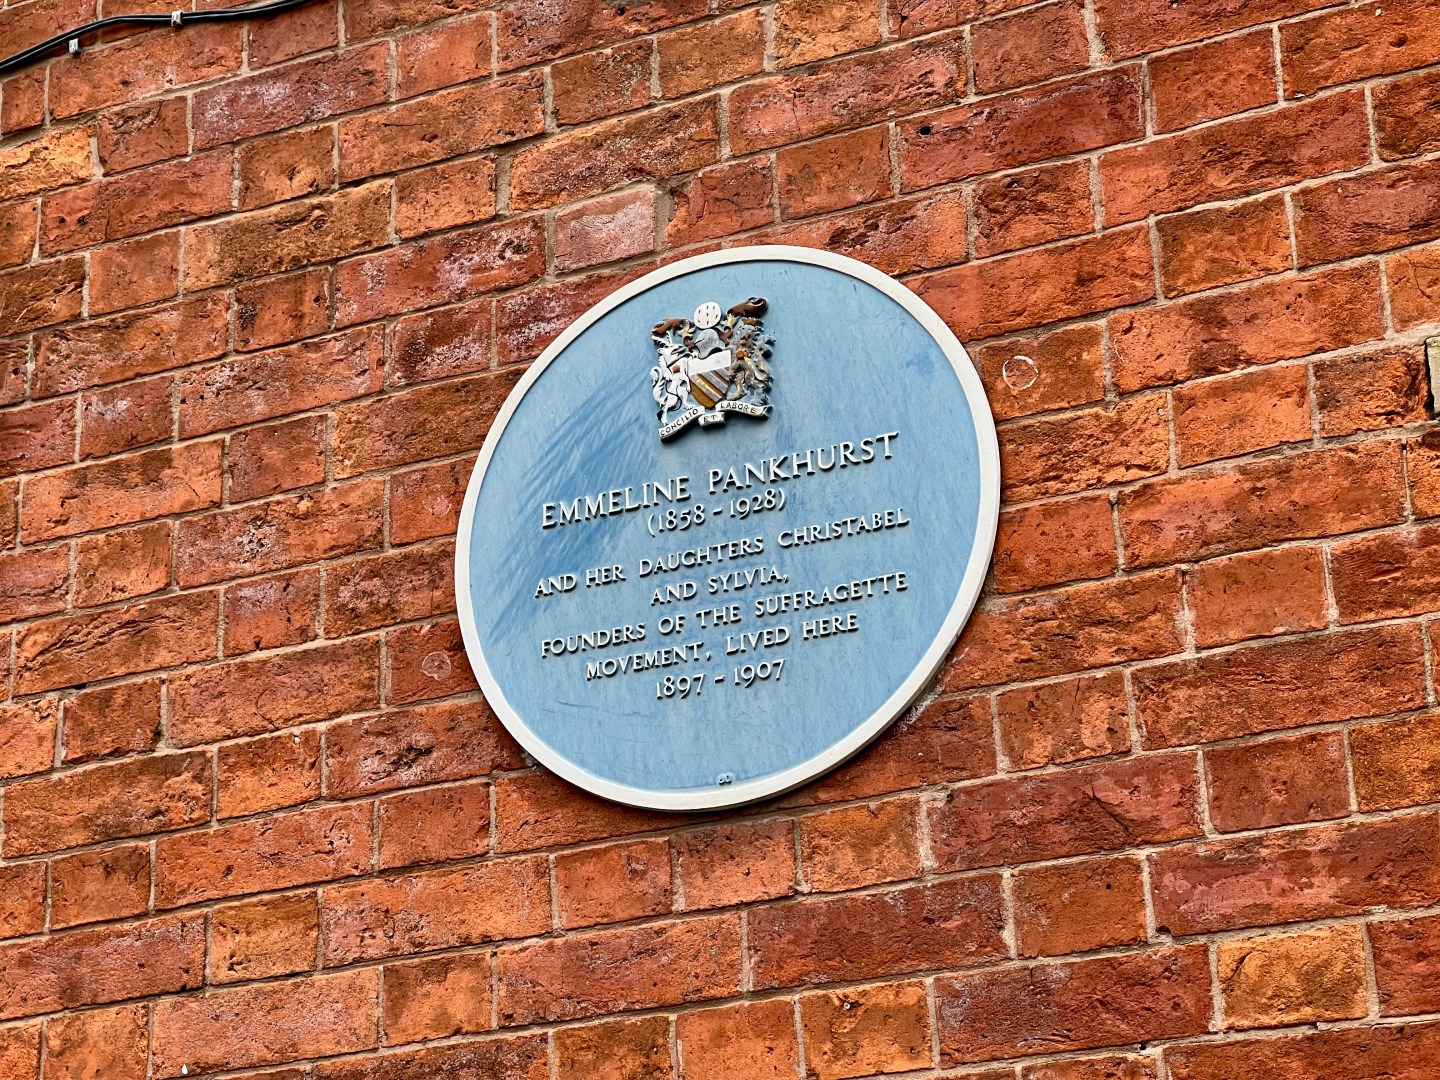 CONCILIO ET LABORE
EMMELINE PANKHURST
(1858 - 1928)
AND HER DAUGHTERS CHRISTABEL
AND SYLVIA,
FOUNDERS OF THE SUFFRAGETTE
MOVEMENT, LIVED HERE
1897 - 1907